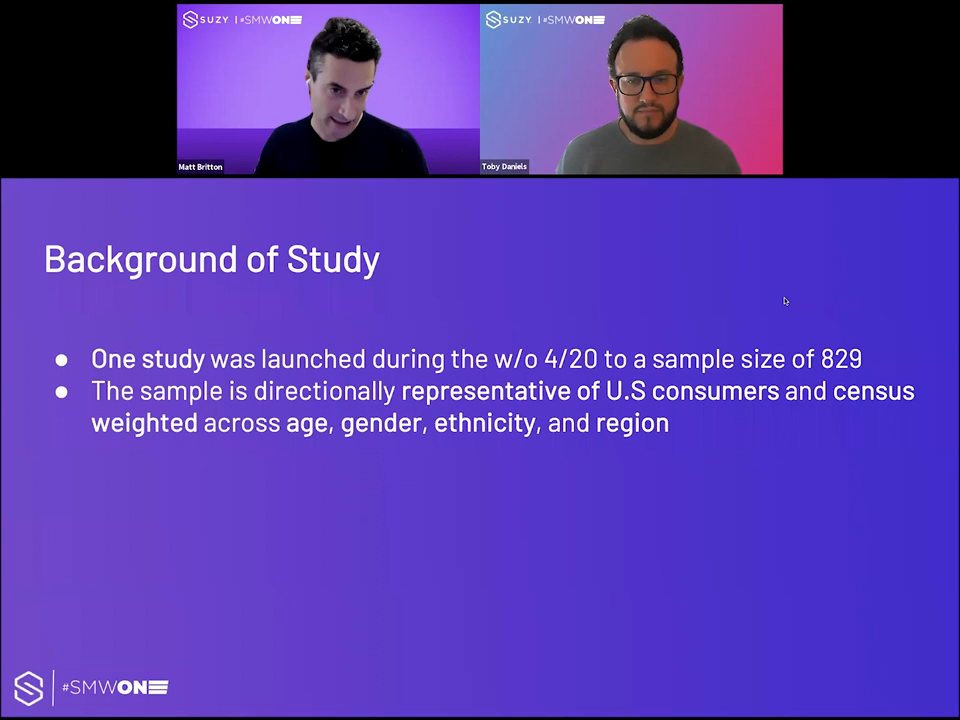 SUZY | #SMWONE
SUZY | #SMWONE
Matt Britton
Toby Daniels
Background of Study
● One study was launched during the w/o 4/20 to a sample size of 829
● The sample is directionally representative of U.S consumers and census
weighted across age, gender, ethnicity, and region
#SMWONE